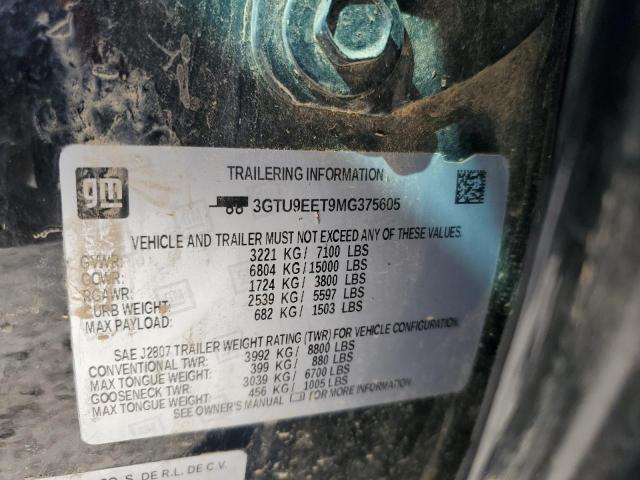 gm
TRAILERING INFORMATION
3GTU9EET9MG375605
VEHICLE AND TRAILER MUST NOT EXCEED ANY OF THESE VALUES.
GVWR: 3221 KG/ 7100 LBS
GCWR: 6804 KG/ 15000 LBS
RGAWR: 1724 KG/ 3800 LBS
CURB WEIGHT: 2539 KG/ 5597 LBS
MAX PAYLOAD: 682 KG/ 1503 LBS
SAE J2807 TRAILER WEIGHT RATING (TWR) FOR VEHICLE CONFIGURATION.
CONVENTIONAL TWR: 3992 KG/ 8800 LBS
MAX TONGUE WEIGHT: 399 KG/ 880 LBS
GOOSENECK TWR: 3039 KG/ 6700 LBS
MAX TONGUE WEIGHT: 456 KG/ 1005 LBS
SEE OWNER'S MANUAL FOR MORE INFORMATION.
S. DE R.L. DE C.V.